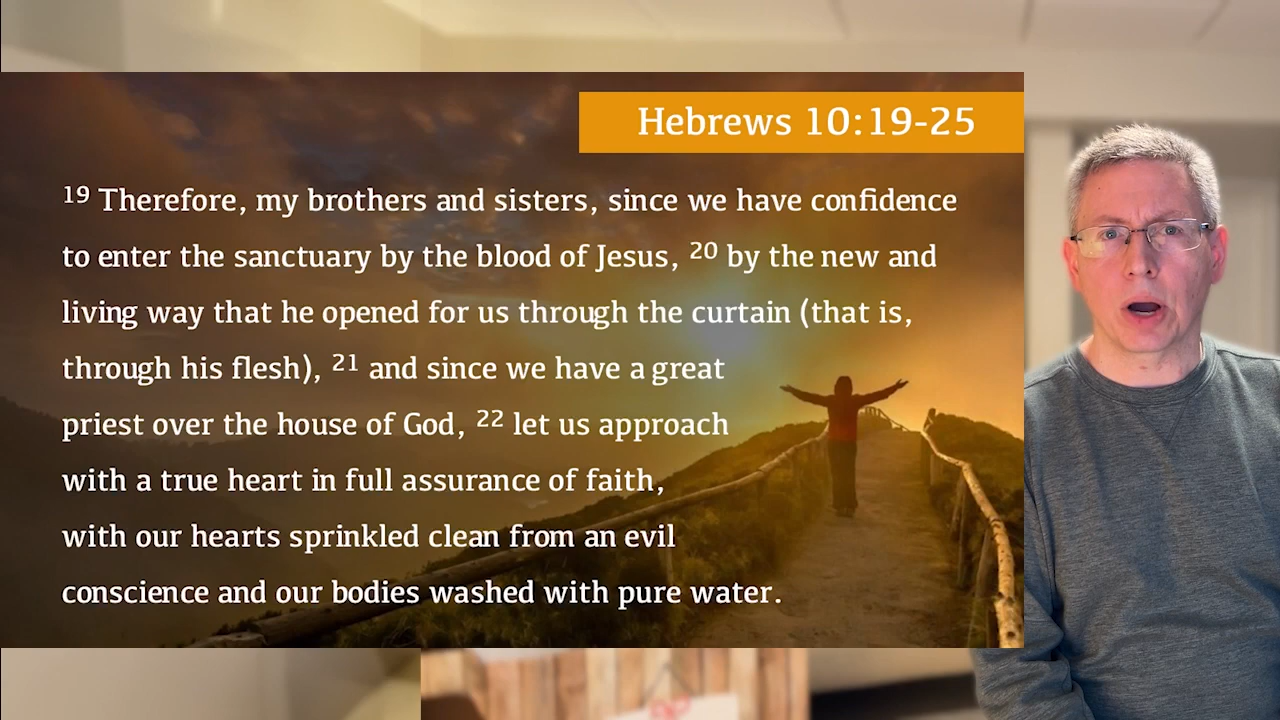 Hebrews 10:19-25
19 Therefore, my brothers and sisters, since we have confidence
to enter the sanctuary by the blood of Jesus, 20 by the new and
living way that he opened for us through the curtain (that is,
through his flesh), 21 and since we have a great
priest over the house of God, 22 let us approach
with a true heart in full assurance of faith,
with our hearts sprinkled clean from an evil
conscience and our bodies washed with pure water.